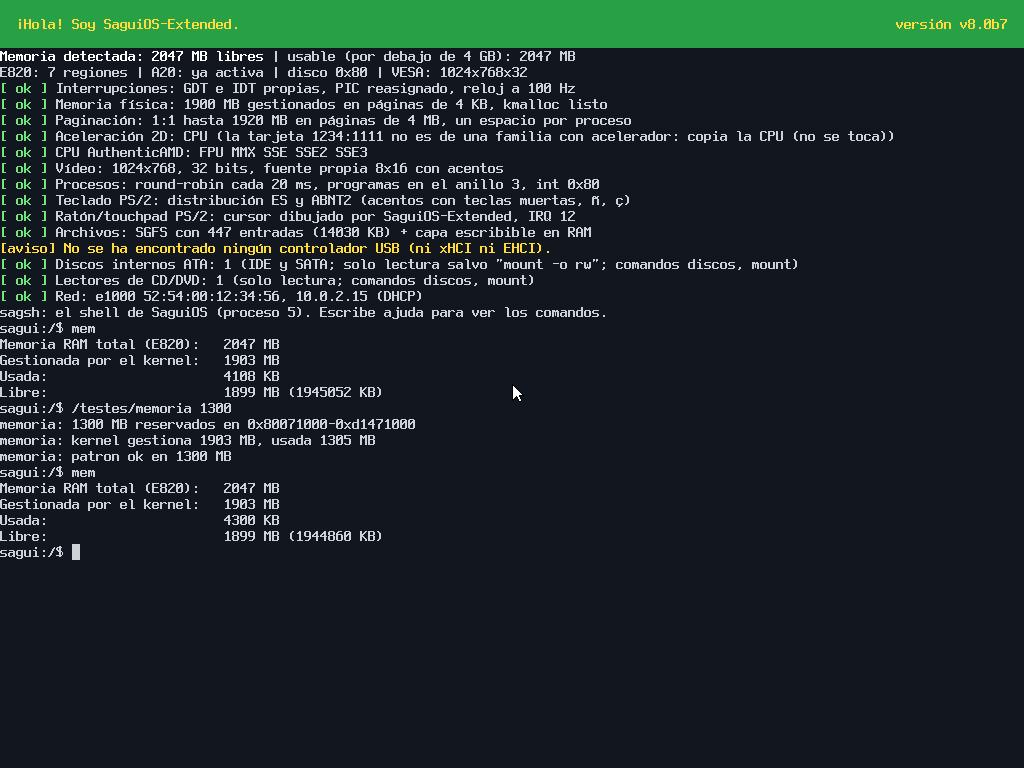 ¡Hola! Soy SaguiOS-Extended. versión v8.0b7
Memoria detectada: 2047 MB libres | usable (por debajo de 4 GB): 2047 MB
E820: 7 regiones | A20: ya activa | disco 0x80 | VESA: 1024x768x32
[ ok ] Interrupciones: GDT e IDT propias, PIC reasignado, reloj a 100 Hz
[ ok ] Memoria física: 1900 MB gestionados en páginas de 4 KB, kmalloc listo
[ ok ] Paginación: 1:1 hasta 1920 MB en páginas de 4 MB, un espacio por proceso
[ ok ] Aceleración 2D: CPU (la tarjeta 1234:1111 no es de una familia con acelerador: copia la CPU (no se toca))
[ ok ] CPU AuthenticAMD: FPU MMX SSE SSE2 SSE3
[ ok ] Vídeo: 1024x768, 32 bits, fuente propia 8x16 con acentos
[ ok ] Procesos: round-robin cada 20 ms, programas en el anillo 3, int 0x80
[ ok ] Teclado PS/2: distribución ES y ABNT2 (acentos con teclas muertas, ñ, ç)
[ ok ] Ratón/touchpad PS/2: cursor dibujado por SaguiOS-Extended, IRQ 12
[ ok ] Archivos: SGFS con 447 entradas (14030 KB) + capa escribible en RAM
[aviso] No se ha encontrado ningún controlador USB (ni xHCI ni EHCI).
[ ok ] Discos internos ATA: 1 (IDE y SATA; solo lectura salvo "mount -o rw"; comandos discos, mount)
[ ok ] Lectores de CD/DVD: 1 (solo lectura; comandos discos, mount)
[ ok ] Red: e1000 52:54:00:12:34:56, 10.0.2.15 (DHCP)
sagsh: el shell de SaguiOS (proceso 5). Escribe ajuda para ver los comandos.
sagui:/$ mem
Memoria RAM total (E820):   2047 MB
Gestionada por el kernel:   1903 MB
Usada:                      4108 KB
Libre:                      1899 MB (1945052 KB)
sagui:/$ /testes/memoria 1300
memoria: 1300 MB reservados en 0x80071000-0xd1471000
memoria: kernel gestiona 1903 MB, usada 1305 MB
memoria: patron ok en 1300 MB
sagui:/$ mem
Memoria RAM total (E820):   2047 MB
Gestionada por el kernel:   1903 MB
Usada:                      4300 KB
Libre:                      1899 MB (1944860 KB)
sagui:/$